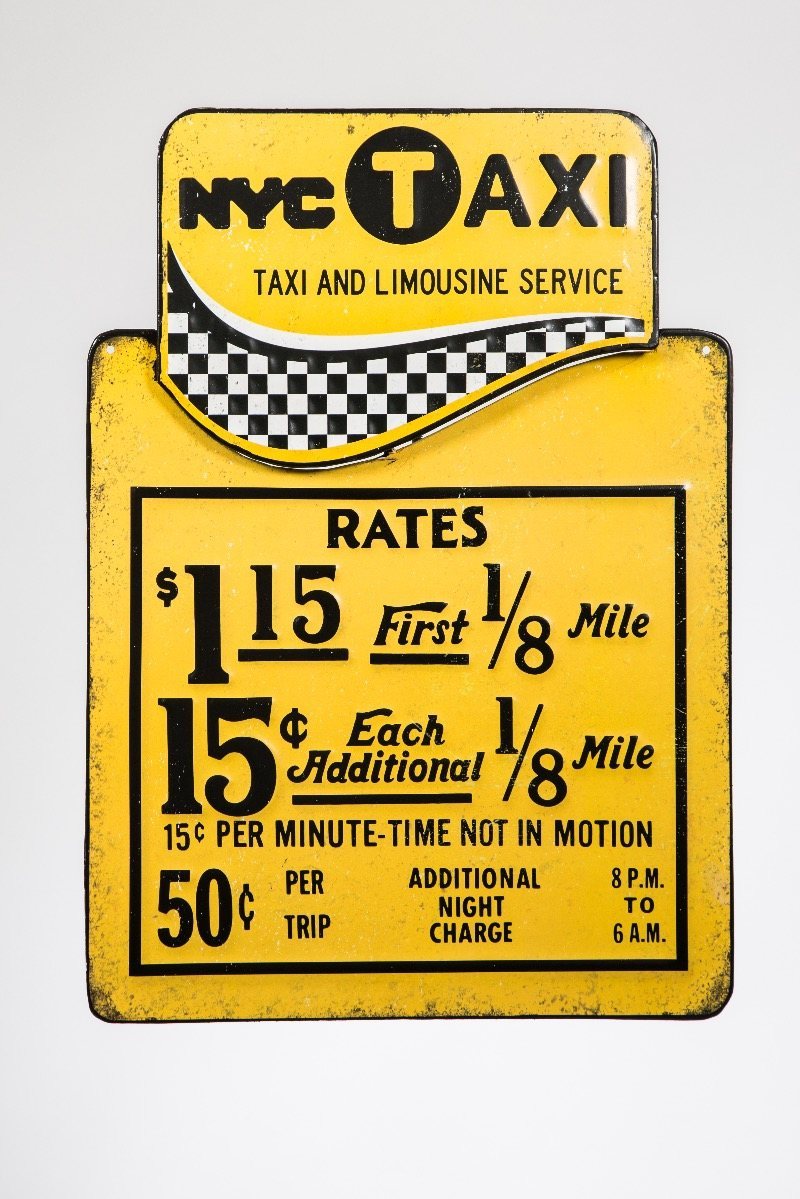 NYC TAXI
TAXI AND LIMOUSINE SERVICE
RATES
$1 15 First 1/8 Mile
15¢ Each Additional 1/8 Mile
15¢ PER MINUTE-TIME NOT IN MOTION
50¢ PER TRIP ADDITIONAL NIGHT CHARGE 8 P.M. TO 6 A.M.